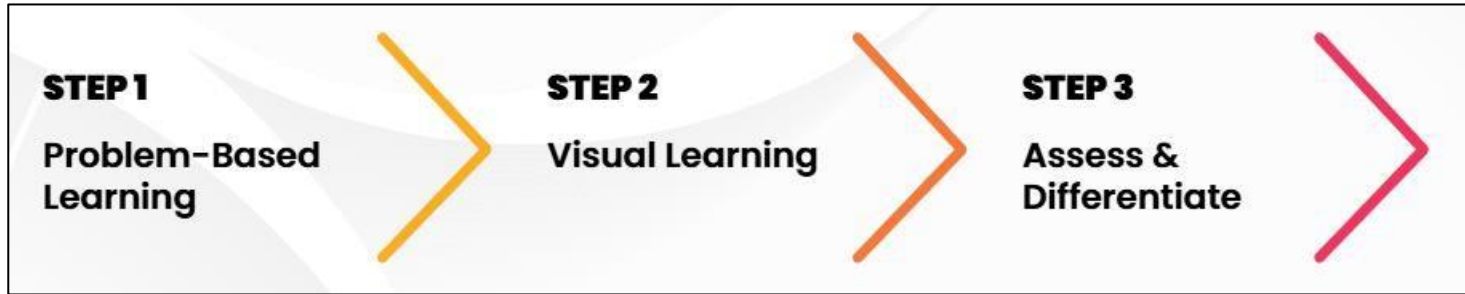 STEP 1
Problem-Based
Learning
STEP 2
Visual Learning
STEP 3
Assess &
Differentiate